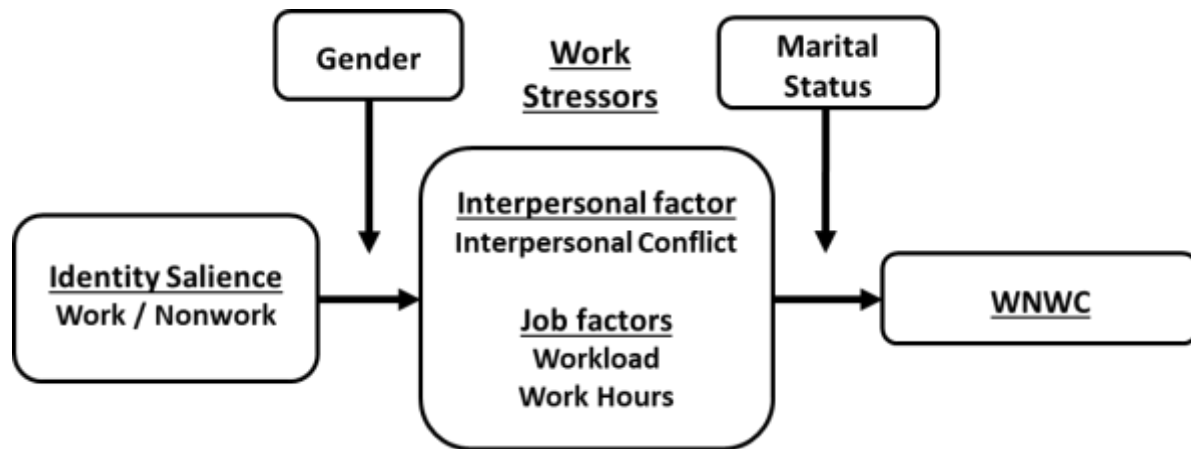 Gender
Work
Stressors
Marital
Status
Identity Salience
Work / Nonwork
Interpersonal factor
Interpersonal Conflict
Job factors
Workload
Work Hours
WNWC